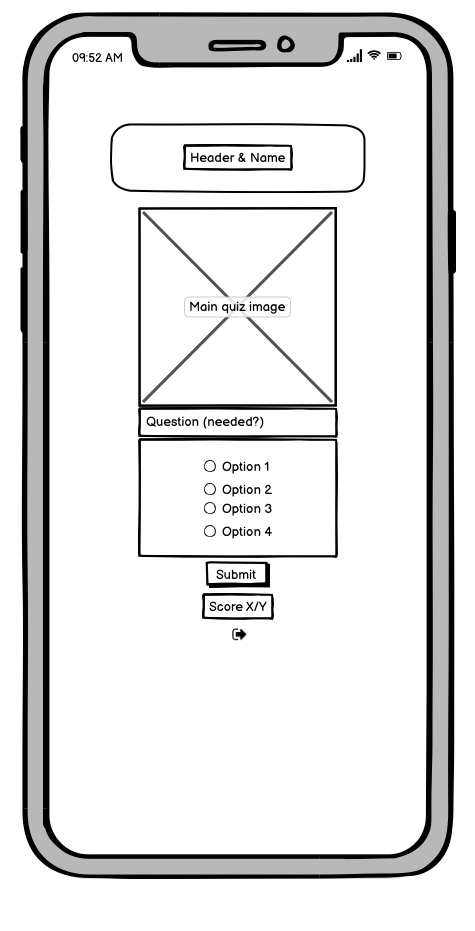 09:52 AM
Header & Name
Main quiz image
Question (needed?)
Option 1
Option 2
Option 3
Option 4
Submit
Score X/Y